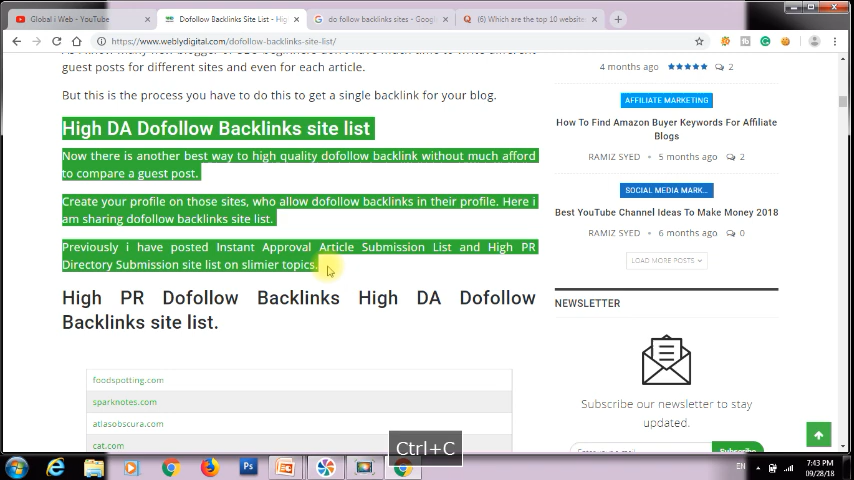 Global i Web - YouTube
Dofollow Backlinks Site List - Hig
do follow backlinks sites - Google
(6) Which are the top 10 website
https://www.weblydigital.com/dofollow-backlinks-site-list/
guest posts for different sites and even for each article.
But this is the process you have to do this to get a single backlink for your blog.
High DA Dofollow Backlinks site list
Now there is another best way to high quality dofollow backlink without much afford
to compare a guest post.
Create your profile on those sites, who allow dofollow backlinks in their profile. Here i
am sharing dofollow backlinks site list.
Previously i have posted Instant Approval Article Submission List and High PR
Directory Submission site list on slimier topics.
High PR Dofollow Backlinks High DA Dofollow
Backlinks site list.
foodspotting.com
sparknotes.com
atlasobscura.com
cat.com
4 months ago 2
AFFILIATE MARKETING
How To Find Amazon Buyer Keywords For Affiliate
Blogs
RAMIZ SYED • 5 months ago 2
SOCIAL MEDIA MARK...
Best YouTube Channel Ideas To Make Money 2018
RAMIZ SYED • 6 months ago 0
LOAD MORE POSTS
NEWSLETTER
Subscribe our newsletter to stay
updated.
Subscribe
Ctrl+C
EN
7:43 PM
09/28/18